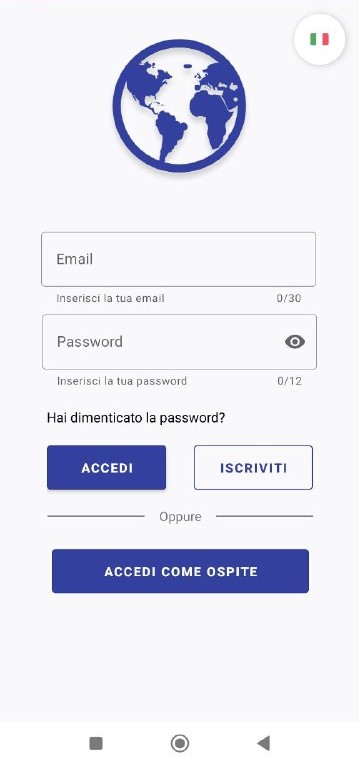 Email
Inserisci la tua email 0/30
Password
Inserisci la tua password 0/12
Hai dimenticato la password?
ACCEDI ISCRIVITI
Oppure
ACCEDI COME OSPITE